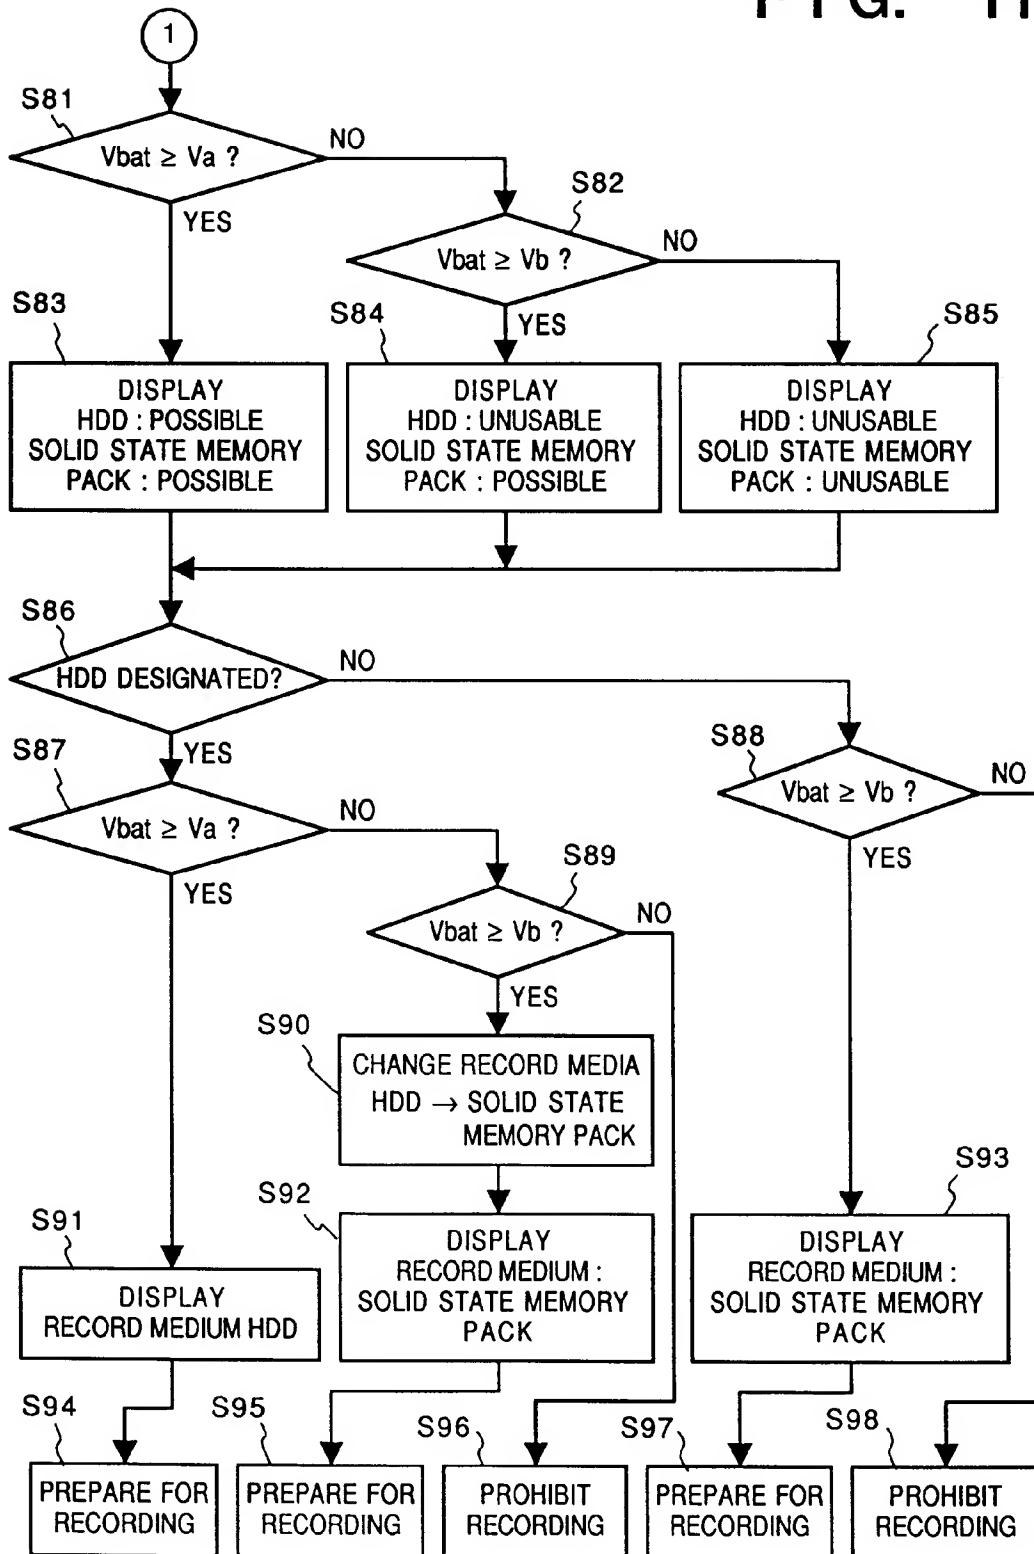 FIG. 11
1
S81
Vbat ≥ Va ?
NO
YES
S82
Vbat ≥ Vb ?
NO
YES
S83
DISPLAY
HDD : POSSIBLE
SOLID STATE MEMORY
PACK : POSSIBLE
S84
DISPLAY
HDD : UNUSABLE
SOLID STATE MEMORY
PACK : POSSIBLE
S85
DISPLAY
HDD : UNUSABLE
SOLID STATE MEMORY
PACK : UNUSABLE
S86
HDD DESIGNATED?
NO
YES
S87
Vbat ≥ Va ?
NO
YES
S88
Vbat ≥ Vb ?
NO
YES
S89
Vbat ≥ Vb ?
NO
YES
S90
CHANGE RECORD MEDIA
HDD → SOLID STATE
MEMORY PACK
S91
DISPLAY
RECORD MEDIUM HDD
S92
DISPLAY
RECORD MEDIUM :
SOLID STATE MEMORY
PACK
S93
DISPLAY
RECORD MEDIUM :
SOLID STATE MEMORY
PACK
S94
PREPARE FOR
RECORDING
S95
PREPARE FOR
RECORDING
S96
PROHIBIT
RECORDING
S97
PREPARE FOR
RECORDING
S98
PROHIBIT
RECORDING